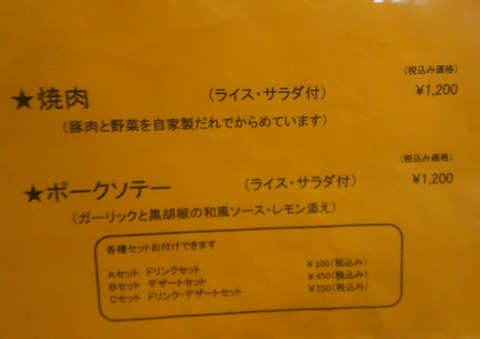 (税込み価格)
★焼肉 (ライス・サラダ付) ¥1,200
(豚肉と野菜を自家製だれでからめています)
(税込み価格)
★ポークソテー (ライス・サラダ付) ¥1,200
(ガーリックと黒胡椒の和風ソース・レモン添え)
各種セットお付けできます
Aセット ドリンクセット ¥100(税込み)
Bセット デザートセット ¥450(税込み)
Cセット ドリンク・デザートセット ¥550(税込み)